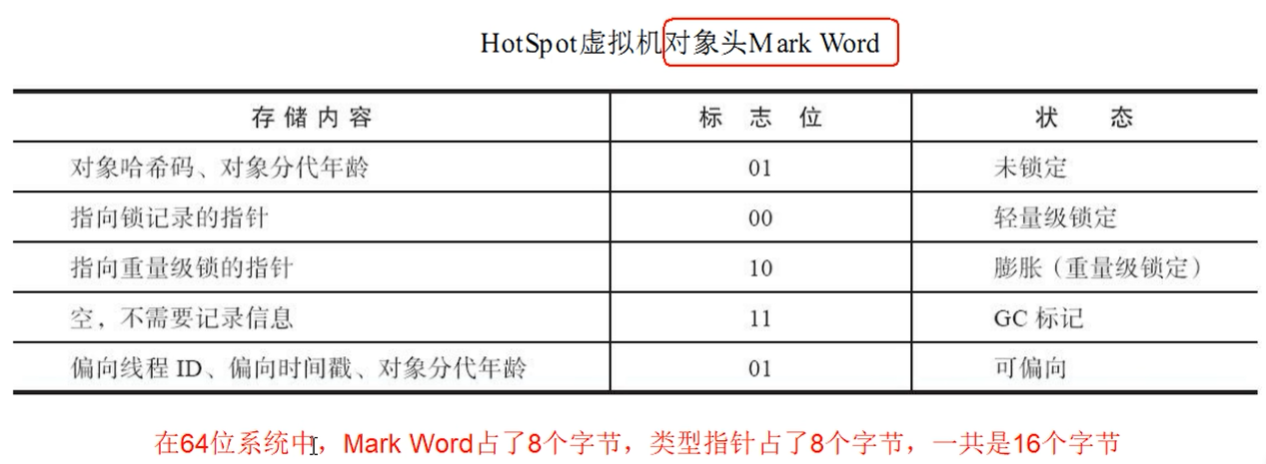 HotSpot虚拟机对象头Mark Word
存储内容 标志位 状态
对象哈希码、对象分代年龄 01 未锁定
指向锁记录的指针 00 轻量级锁定
指向重量级锁的指针 10 膨胀（重量级锁定）
空，不需要记录信息 11 GC 标记
偏向线程 ID、偏向时间戳、对象分代年龄 01 可偏向
在64位系统中，Mark Word占了8个字节，类型指针占了8个字节，一共是16个字节